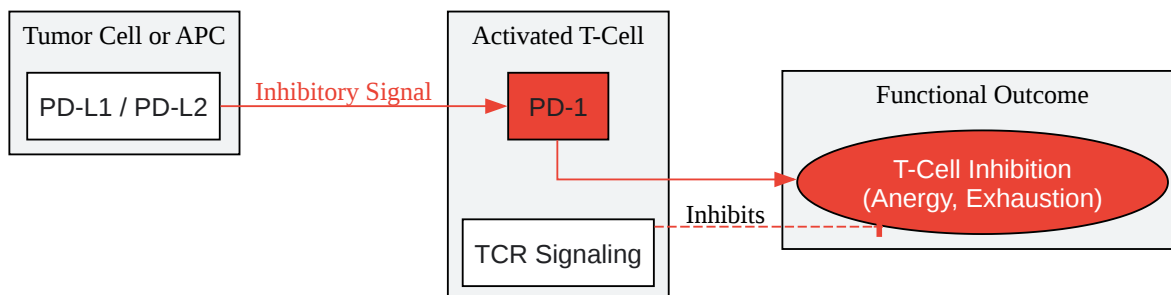 Tumor Cell or APC
PD-L1 / PD-L2
Inhibitory Signal
Activated T-Cell
PD-1
TCR Signaling
Inhibits
Functional Outcome
T-Cell Inhibition
(Anergy, Exhaustion)